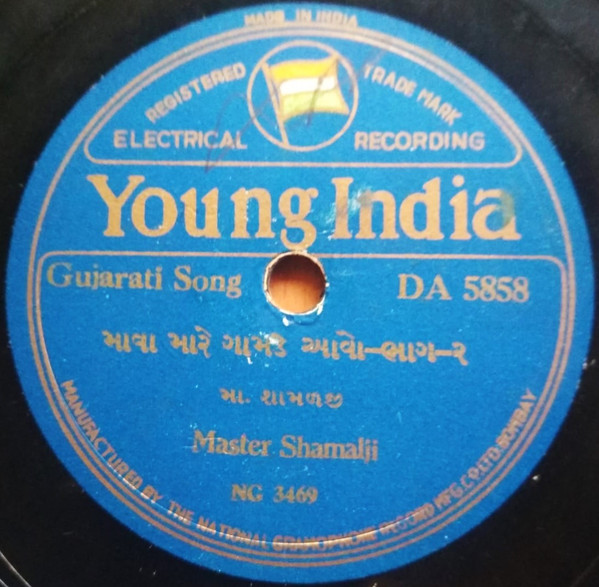 MADE IN INDIA
REGISTERED TRADE MARK
ELECTRICAL RECORDING
Young India
Gujarati Song DA 5858
માવા મારે ગામડે આવો-ભાગ-૨
મા. શામળજી
Master Shamalji
NG 3469
MANUFACTURED BY THE NATIONAL GRAMOPHONE RECORD MFG. CO. LTD. BOMBAY